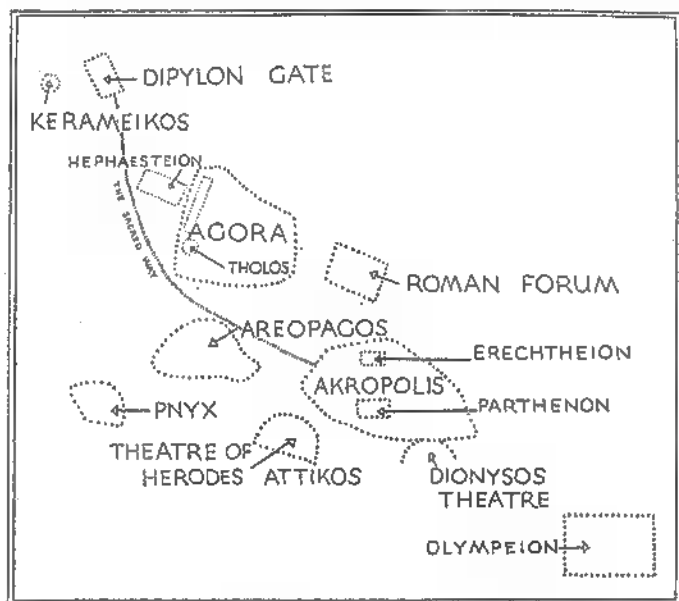 DIPYLON GATE
KERAMEIKOS
HEPHAESTEION
THE SACRED WAY
AGORA
THOLOS
ROMAN FORUM
AREOPAGOS
ERECHTHEION
AKROPOLIS
PARTHENON
PNYX
THEATRE OF
HERODES ATTIKOS
DIONYSOS
THEATRE
OLYMPEION